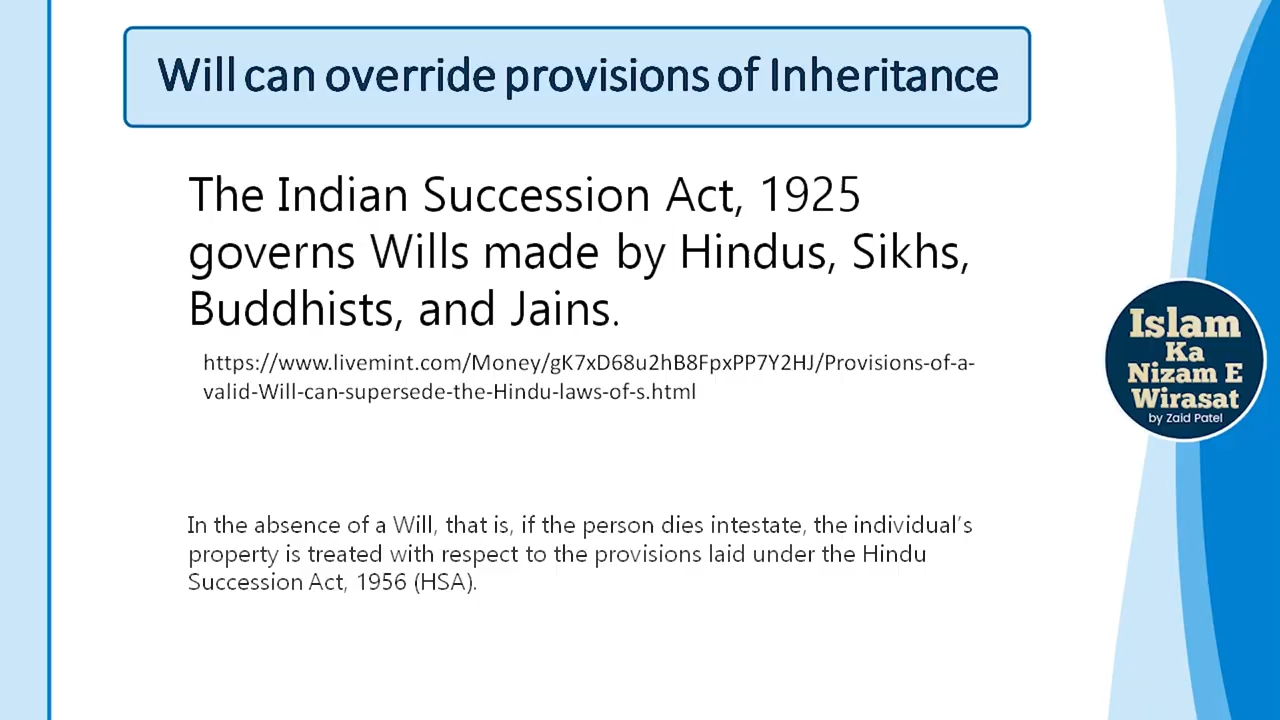 Will can override provisions of Inheritance
The Indian Succession Act, 1925
governs Wills made by Hindus, Sikhs,
Buddhists, and Jains.
https://www.livemint.com/Money/gK7xD68u2hB8FpxPP7Y2HJ/Provisions-of-a-
valid-Will-can-supersede-the-Hindu-laws-of-s.html
Islam
Ka
Nizam E
Wirasat
by Zaid Patel
In the absence of a Will, that is, if the person dies intestate, the individual's
property is treated with respect to the provisions laid under the Hindu
Succession Act, 1956 (HSA).